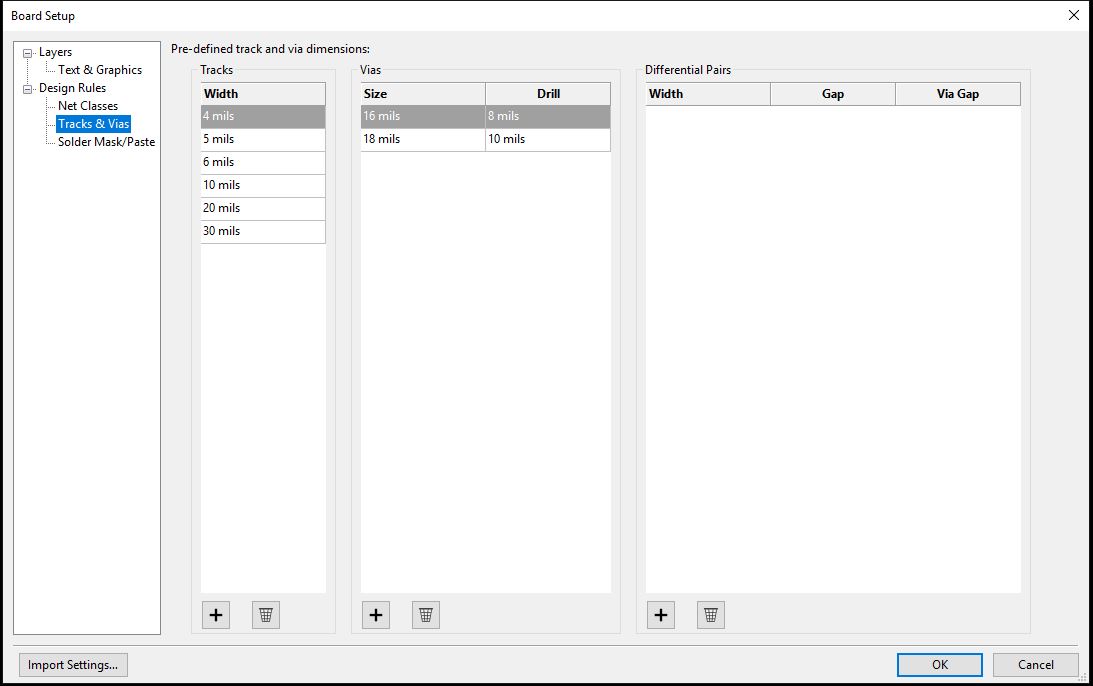 Board Setup
Layers
Text & Graphics
Design Rules
Net Classes
Tracks & Vias
Solder Mask/Paste
Pre-defined track and via dimensions:
Tracks
Width
4 mils
5 mils
6 mils
10 mils
20 mils
30 mils
Vias
Size Drill
16 mils 8 mils
18 mils 10 mils
Differential Pairs
Width Gap Via Gap
Import Settings...
OK
Cancel